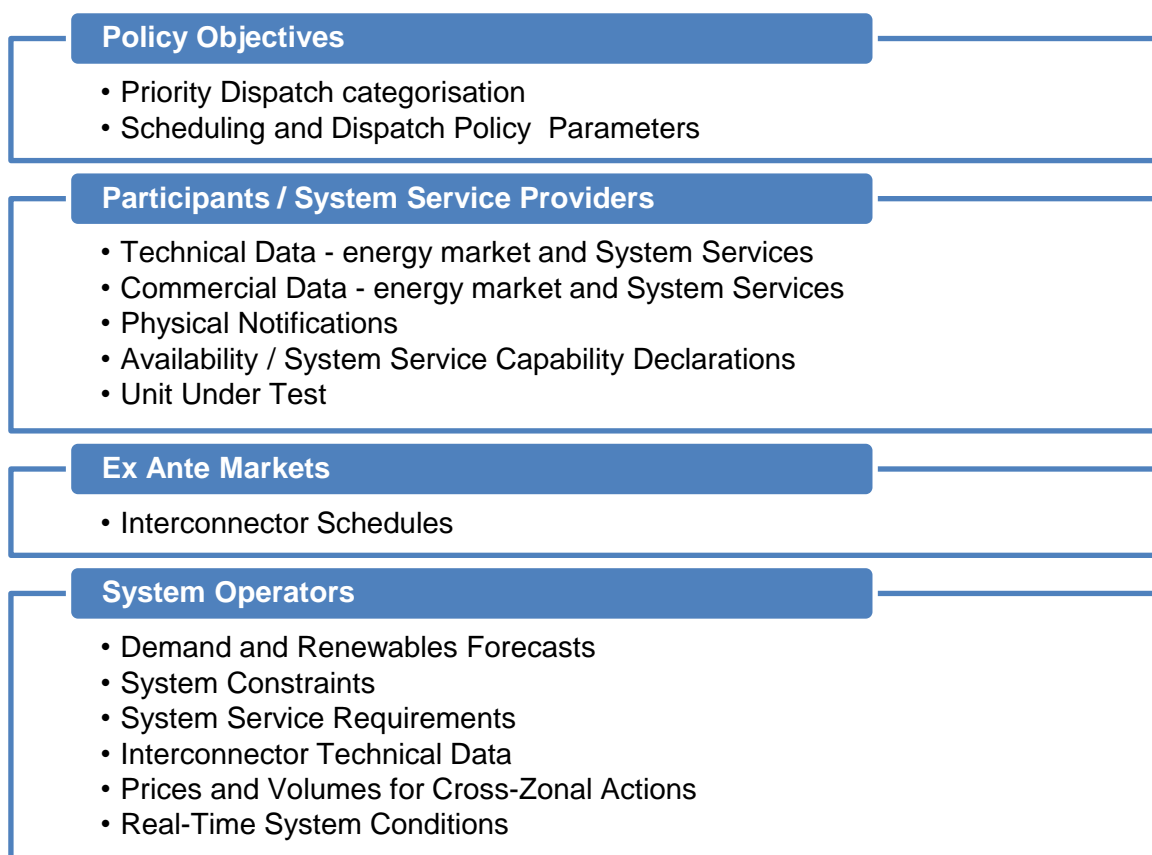 Policy Objectives
• Priority Dispatch categorisation
• Scheduling and Dispatch Policy  Parameters
Participants / System Service Providers
• Technical Data - energy market and System Services
• Commercial Data - energy market and System Services
• Physical Notifications
• Availability / System Service Capability Declarations
• Unit Under Test
Ex Ante Markets
• Interconnector Schedules
System Operators
• Demand and Renewables Forecasts
• System Constraints
• System Service Requirements
• Interconnector Technical Data
• Prices and Volumes for Cross-Zonal Actions
• Real-Time System Conditions